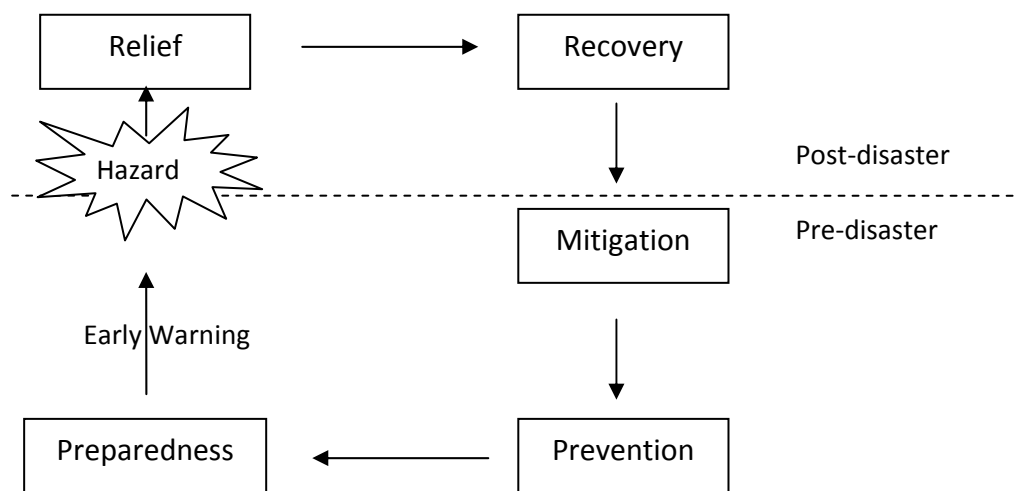 Relief
Recovery
Hazard
Post-disaster
Mitigation
Pre-disaster
Early Warning
Preparedness
Prevention